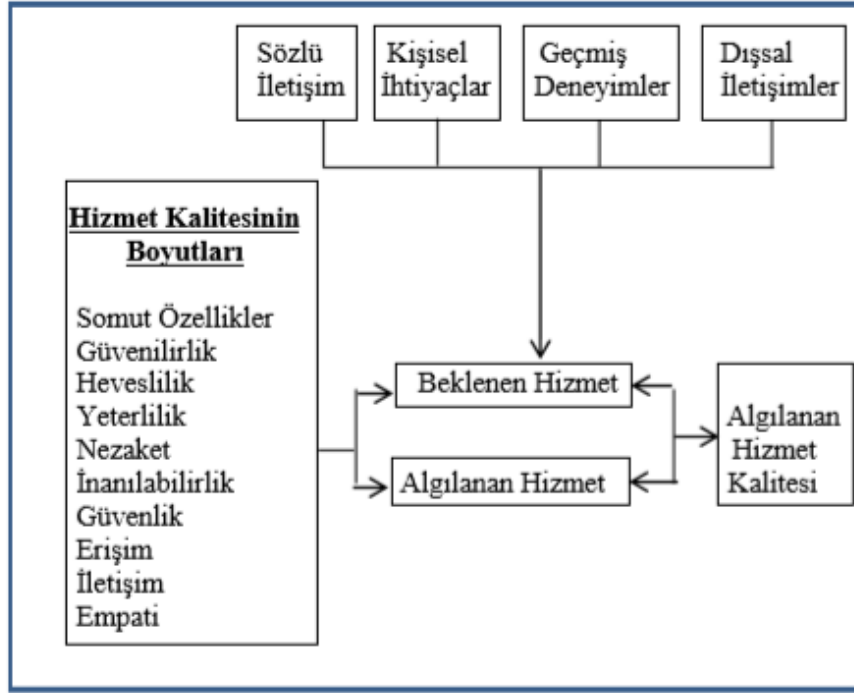 Sözlü
İletişim
Kişisel
İhtiyaçlar
Geçmiş
Deneyimler
Dışsal
İletişimler
Hizmet Kalitesinin
Boyutları
Somut Özellikler
Güvenilirlik
Heveslilik
Yeterlilik
Nezaket
İnanılabilirlik
Güvenlik
Erişim
İletişim
Empati
Beklenen Hizmet
Algılanan Hizmet
Algılanan
Hizmet
Kalitesi